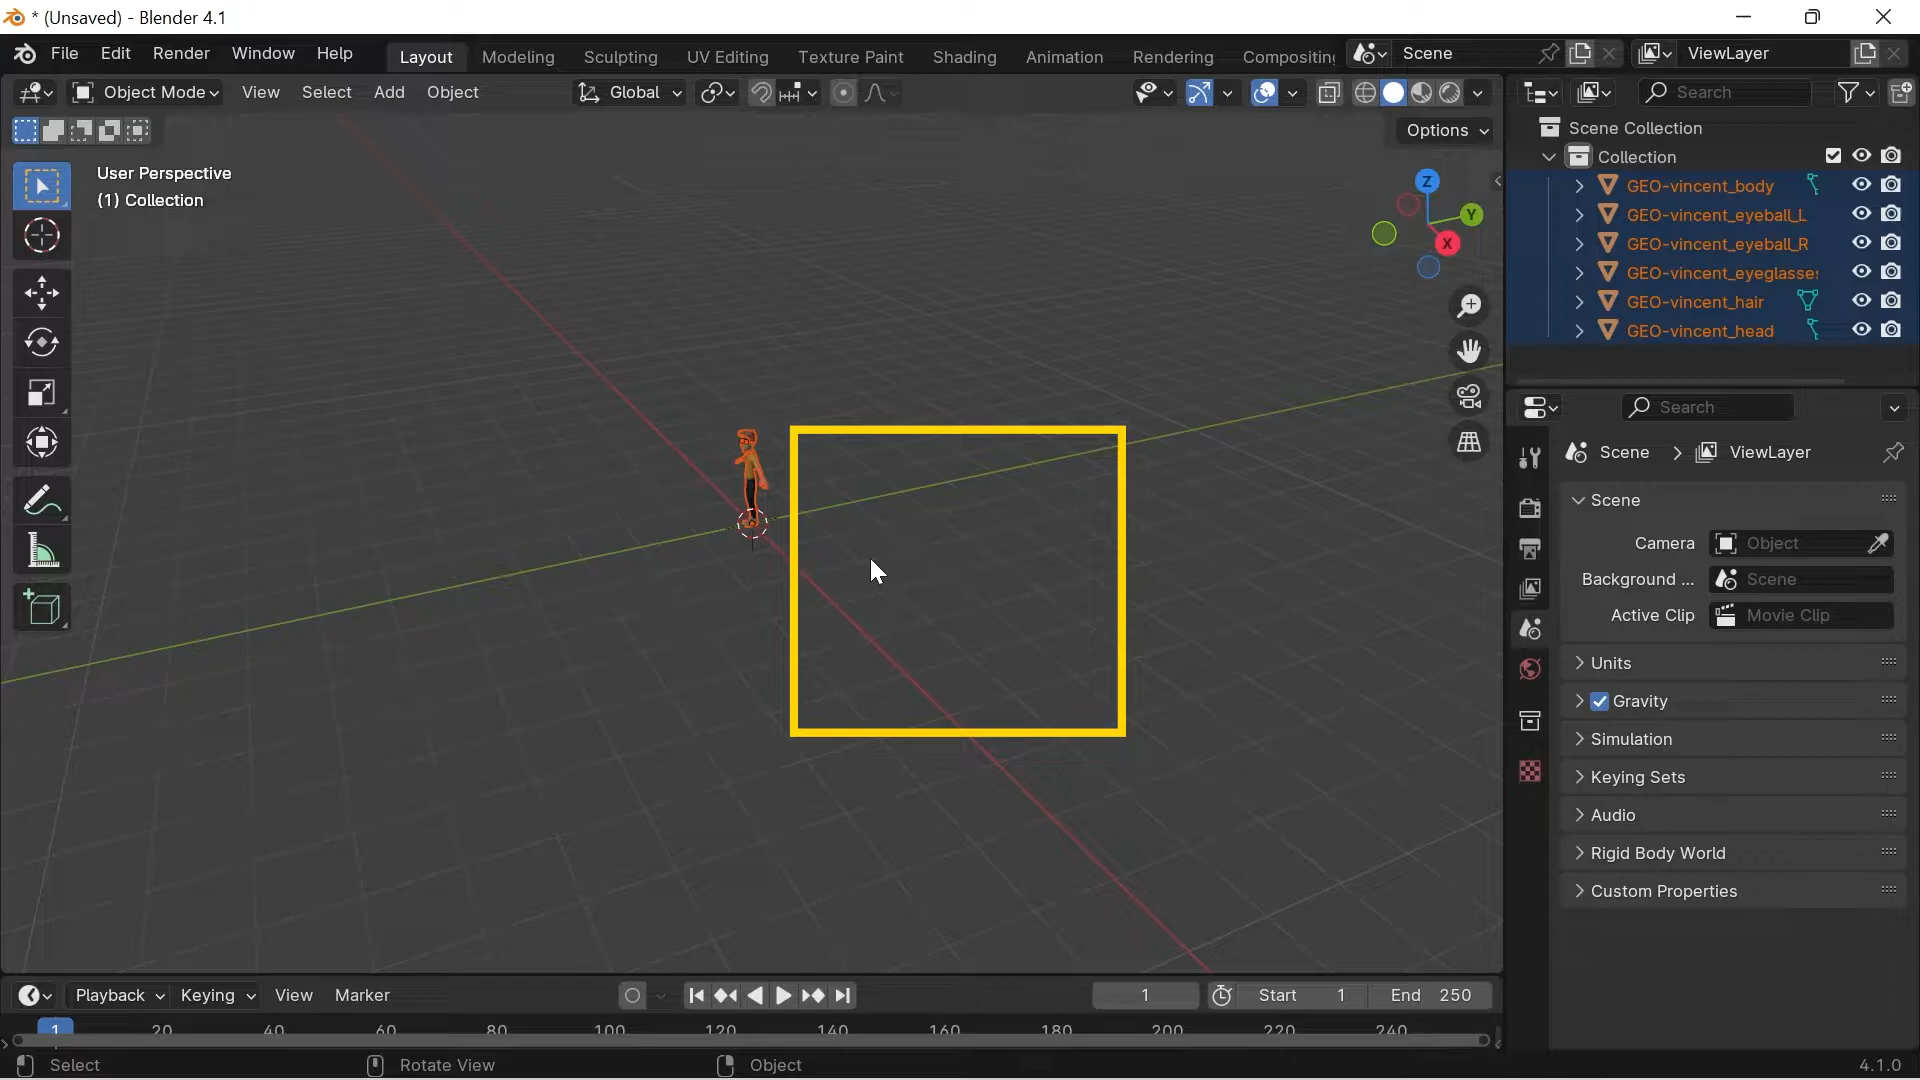 * (Unsaved) - Blender 4.1
File Edit Render Window Help Layout Modeling Sculpting UV Editing Texture Paint Shading Animation Rendering Compositing Scene ViewLayer
Object Mode View Select Add Object Global Search
Options
User Perspective
(1) Collection
Z
Y
X
Scene Collection
Collection
GEO-vincent_body
GEO-vincent_eyeball_L
GEO-vincent_eyeball_R
GEO-vincent_eyeglasses
GEO-vincent_hair
GEO-vincent_head
Search
Scene > ViewLayer
Scene
Camera Object
Background ... Scene
Active Clip Movie Clip
Units
Gravity
Simulation
Keying Sets
Audio
Rigid Body World
Custom Properties
Playback Keying View Marker 1 Start 1 End 250
1 20 40 60 80 100 120 140 160 180 200 220 240
Select Rotate View Object 4.1.0